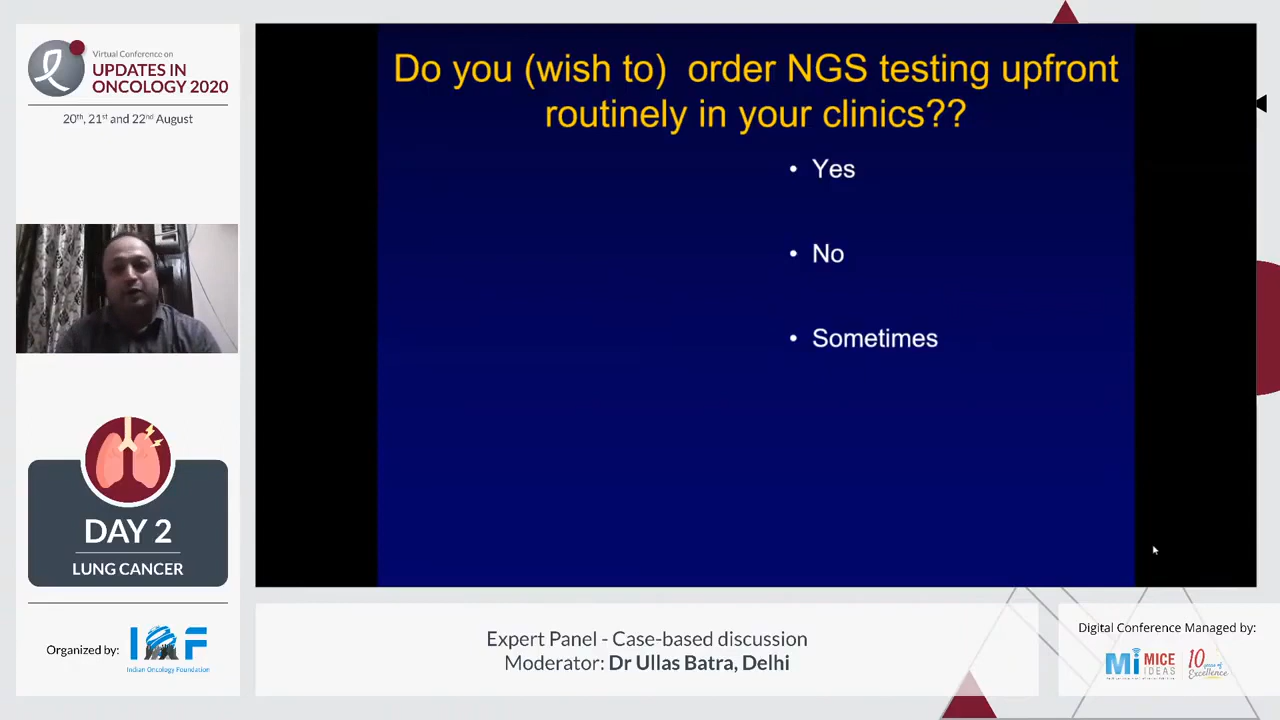 Virtual Conference on
UPDATES IN
ONCOLOGY 2020
20th, 21st and 22nd August
Do you (wish to) order NGS testing upfront
routinely in your clinics??
• Yes
• No
• Sometimes
DAY 2
LUNG CANCER
Organized by:
IOF
Indian Oncology Foundation
Expert Panel - Case-based discussion
Moderator: Dr Ullas Batra, Delhi
Digital Conference Managed by:
Mi MICE
IDEAS
10 years of
Excellence